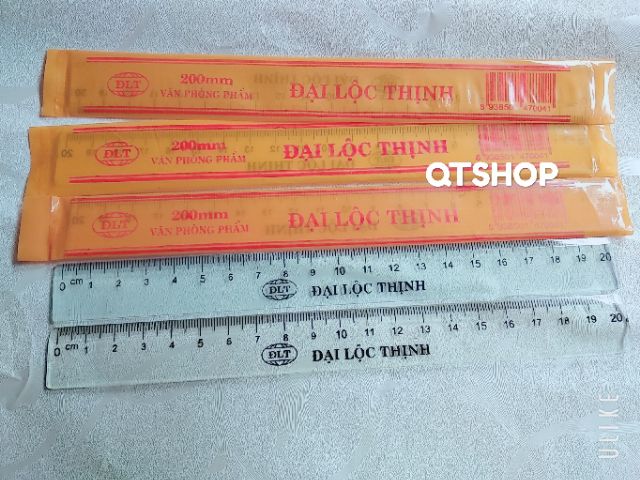 ĐLT
200mm
VĂN PHÒNG PHẨM
ĐẠI LỘC THỊNH
ĐLT
200mm
VĂN PHÒNG PHẨM
ĐẠI LỘC THỊNH
QTSHOP
ĐLT
200mm
VĂN PHÒNG PHẨM
ĐẠI LỘC THỊNH
0 cm 1 2 3 4 5 6 7 8 9 10 11 12 13 14 15 16 17 18 19 20
ĐLT ĐẠI LỘC THỊNH
0 cm 1 2 3 4 5 6 7 8 9 10 11 12 13 14 15 16 17 18 19 20
ĐLT ĐẠI LỘC THỊNH
ULIKE